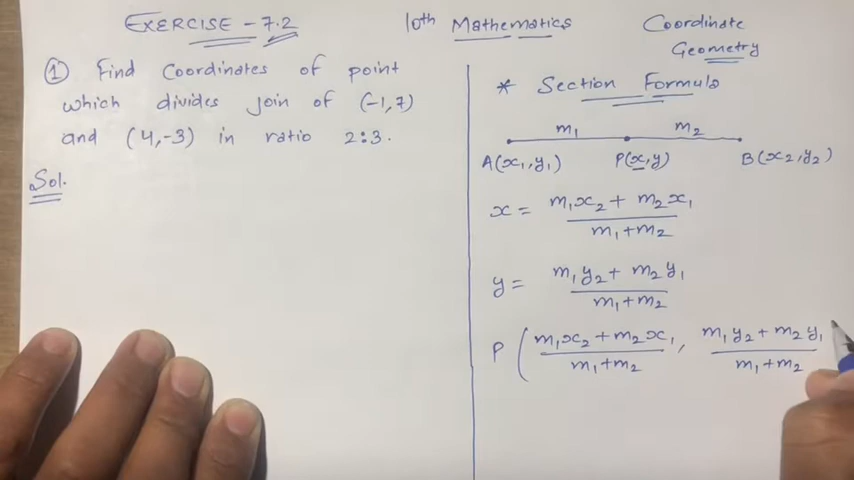 EXERCISE - 7.2
10th Mathematics
Coordinate
Geometry
① Find Coordinates of point
which divides join of (-1,7)
and (4,-3) in ratio 2:3.
Sol.
* Section Formula
m₁ m₂
A(x₁,y₁) P(x,y) B(x₂,y₂)
x = m₁x₂ + m₂x₁ / m₁+m₂
y = m₁y₂ + m₂y₁ / m₁+m₂
P ( m₁x₂ + m₂x₁ / m₁+m₂ , m₁y₂ + m₂y₁ / m₁+m₂